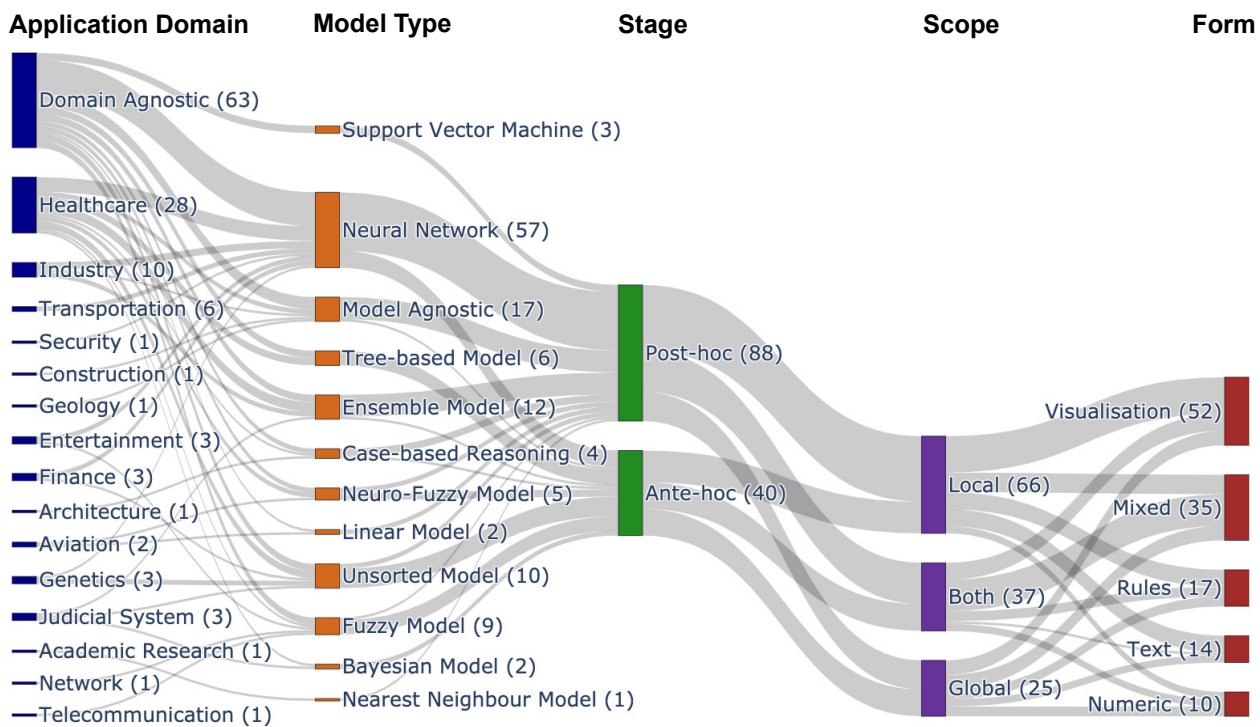 Application Domain
Model Type
Stage
Scope
Form
Domain Agnostic (63)
Healthcare (28)
Industry (10)
Transportation (6)
Security (1)
Construction (1)
Geology (1)
Entertainment (3)
Finance (3)
Architecture (1)
Aviation (2)
Genetics (3)
Judicial System (3)
Academic Research (1)
Network (1)
Telecommunication (1)
Support Vector Machine (3)
Neural Network (57)
Model Agnostic (17)
Tree-based Model (6)
Ensemble Model (12)
Case-based Reasoning (4)
Neuro-Fuzzy Model (5)
Linear Model (2)
Unsorted Model (10)
Fuzzy Model (9)
Bayesian Model (2)
Nearest Neighbour Model (1)
Post-hoc (88)
Ante-hoc (40)
Local (66)
Both (37)
Global (25)
Visualisation (52)
Mixed (35)
Rules (17)
Text (14)
Numeric (10)